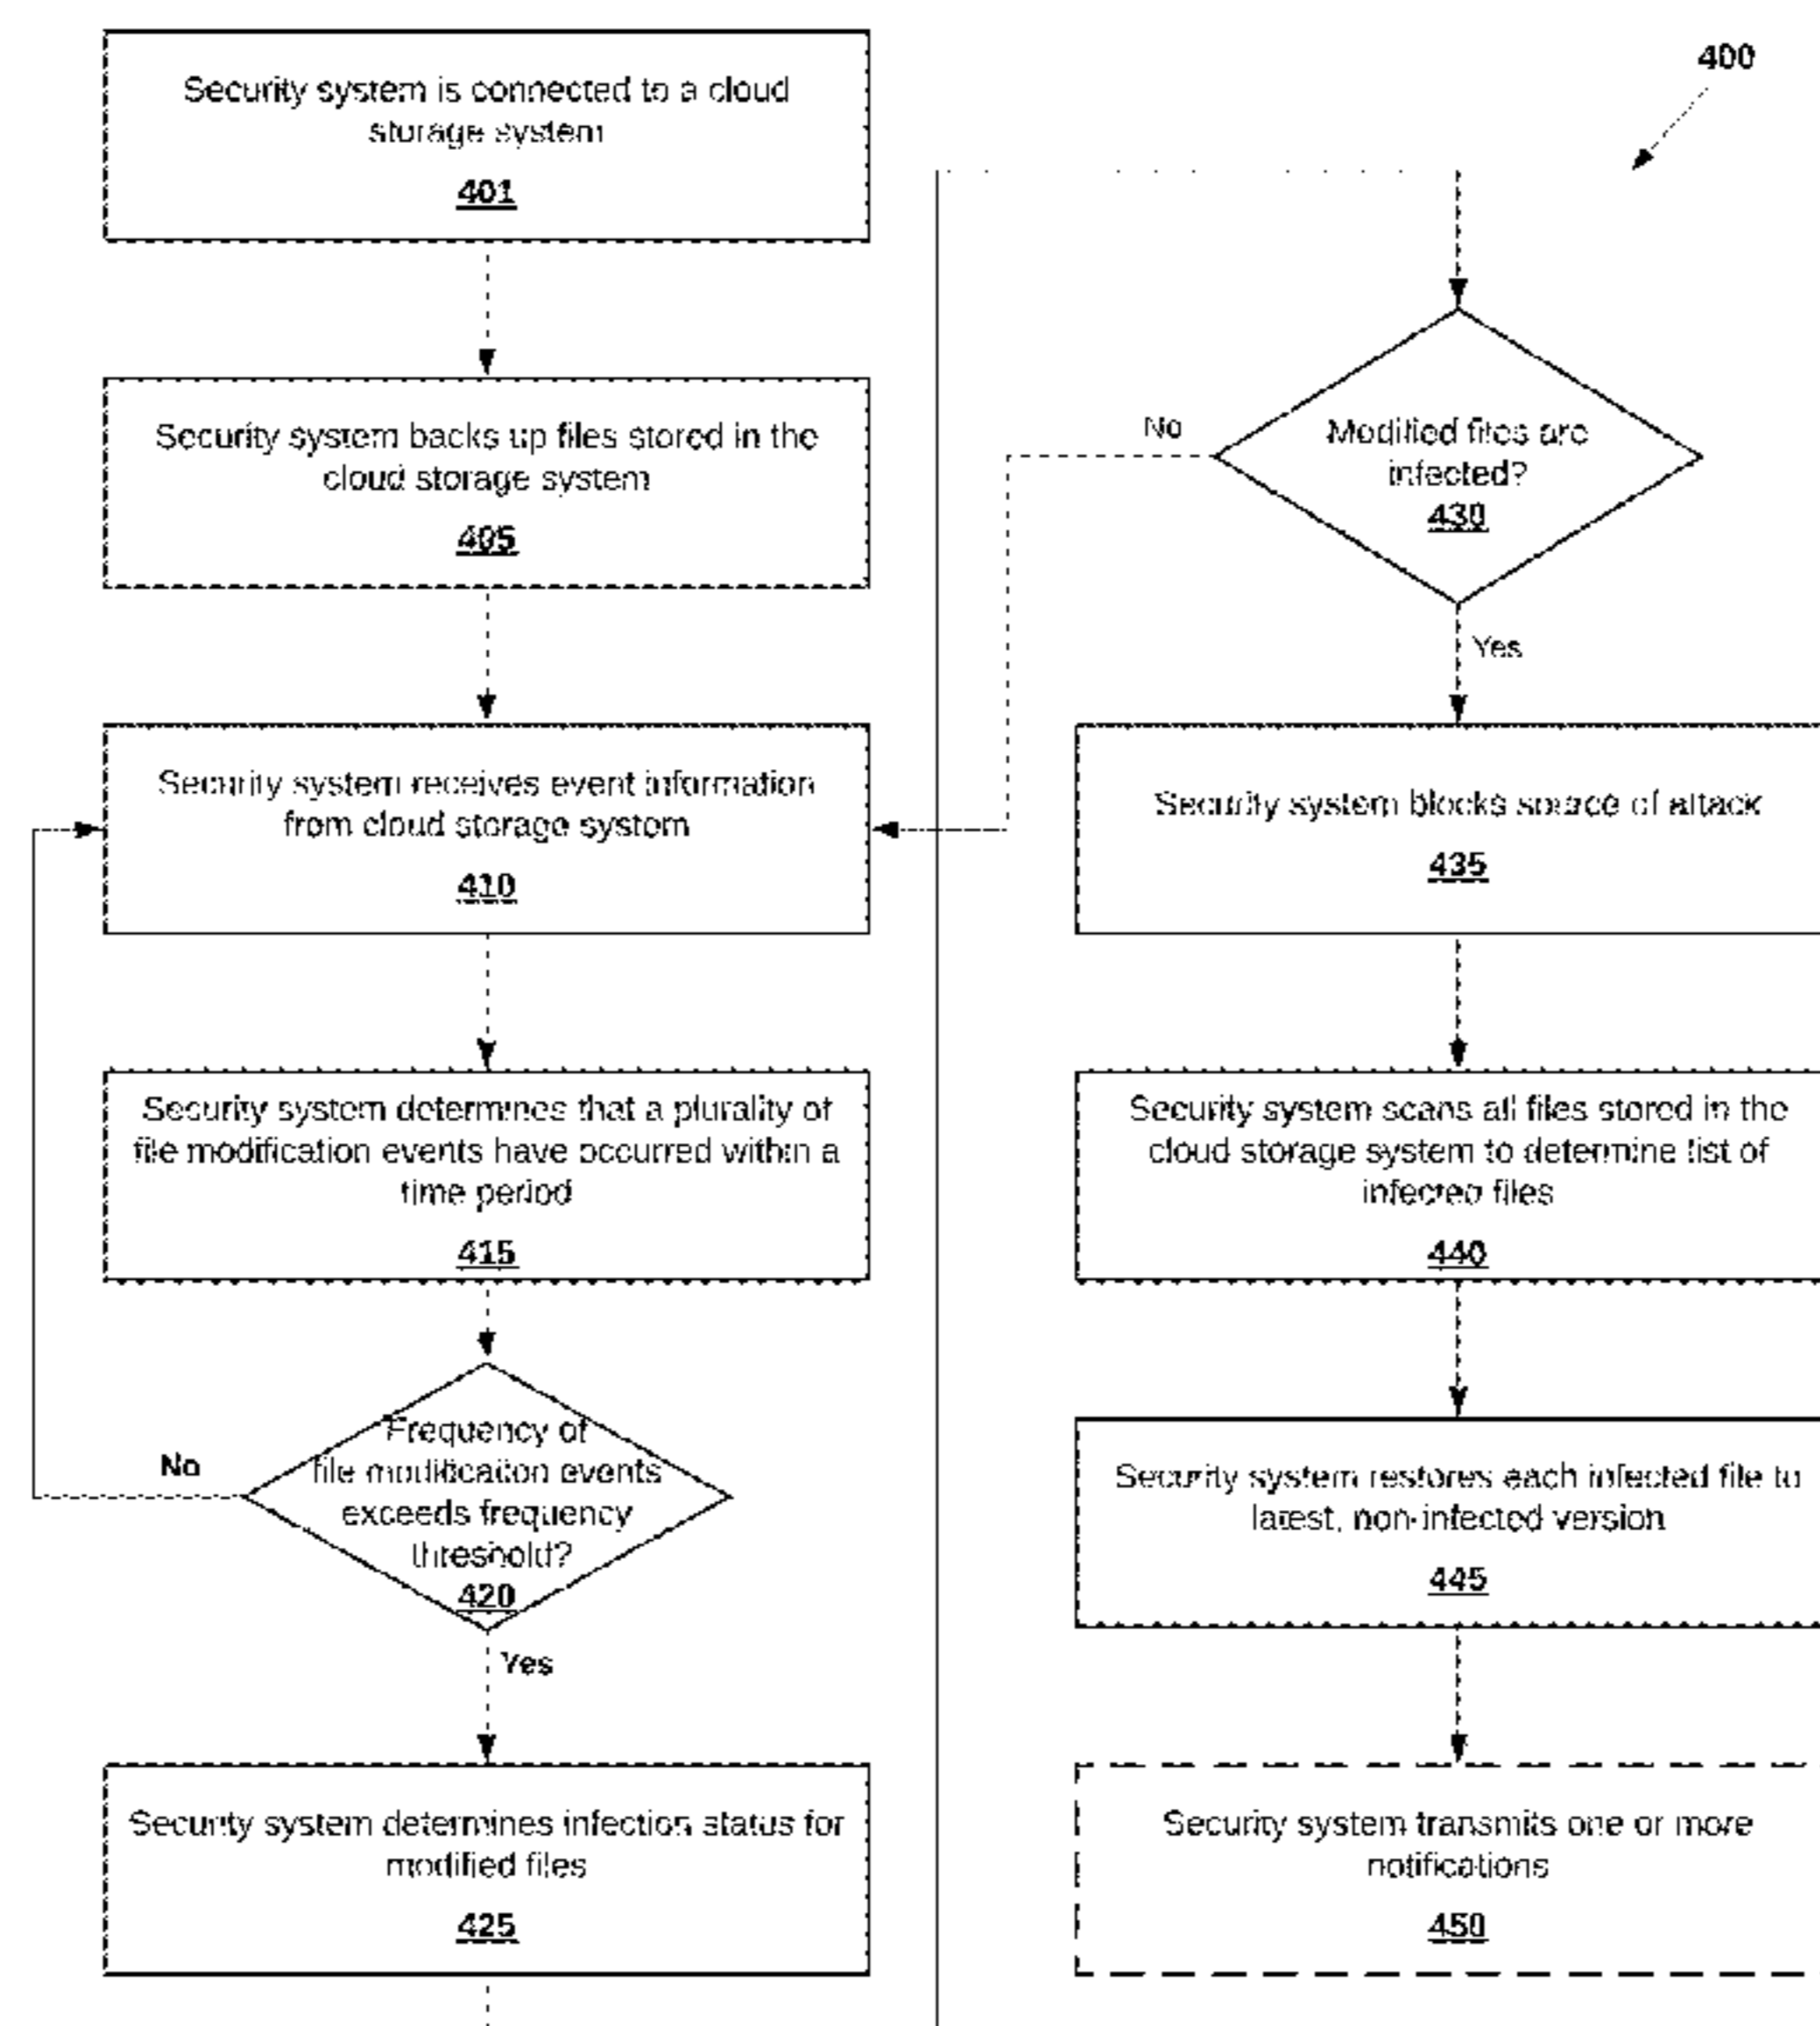 Security system is connected to a cloud
storage system
401
Security system backs up files stored in the
cloud storage system
405
Security system receives event information
from cloud storage system
410
Security system determines that a plurality of
file modification events have occurred within a
time period
415
Frequency of
file modification events
exceeds frequency
threshold?
420
No
Yes
Security system determines infection status for
modified files
425
400
Modified files are
infected?
430
No
Yes
Security system blocks source of attack
435
Security system scans all files stored in the
cloud storage system to determine list of
infected files
440
Security system restores each infected file to
latest, non-infected version
445
Security system transmits one or more
notifications
450